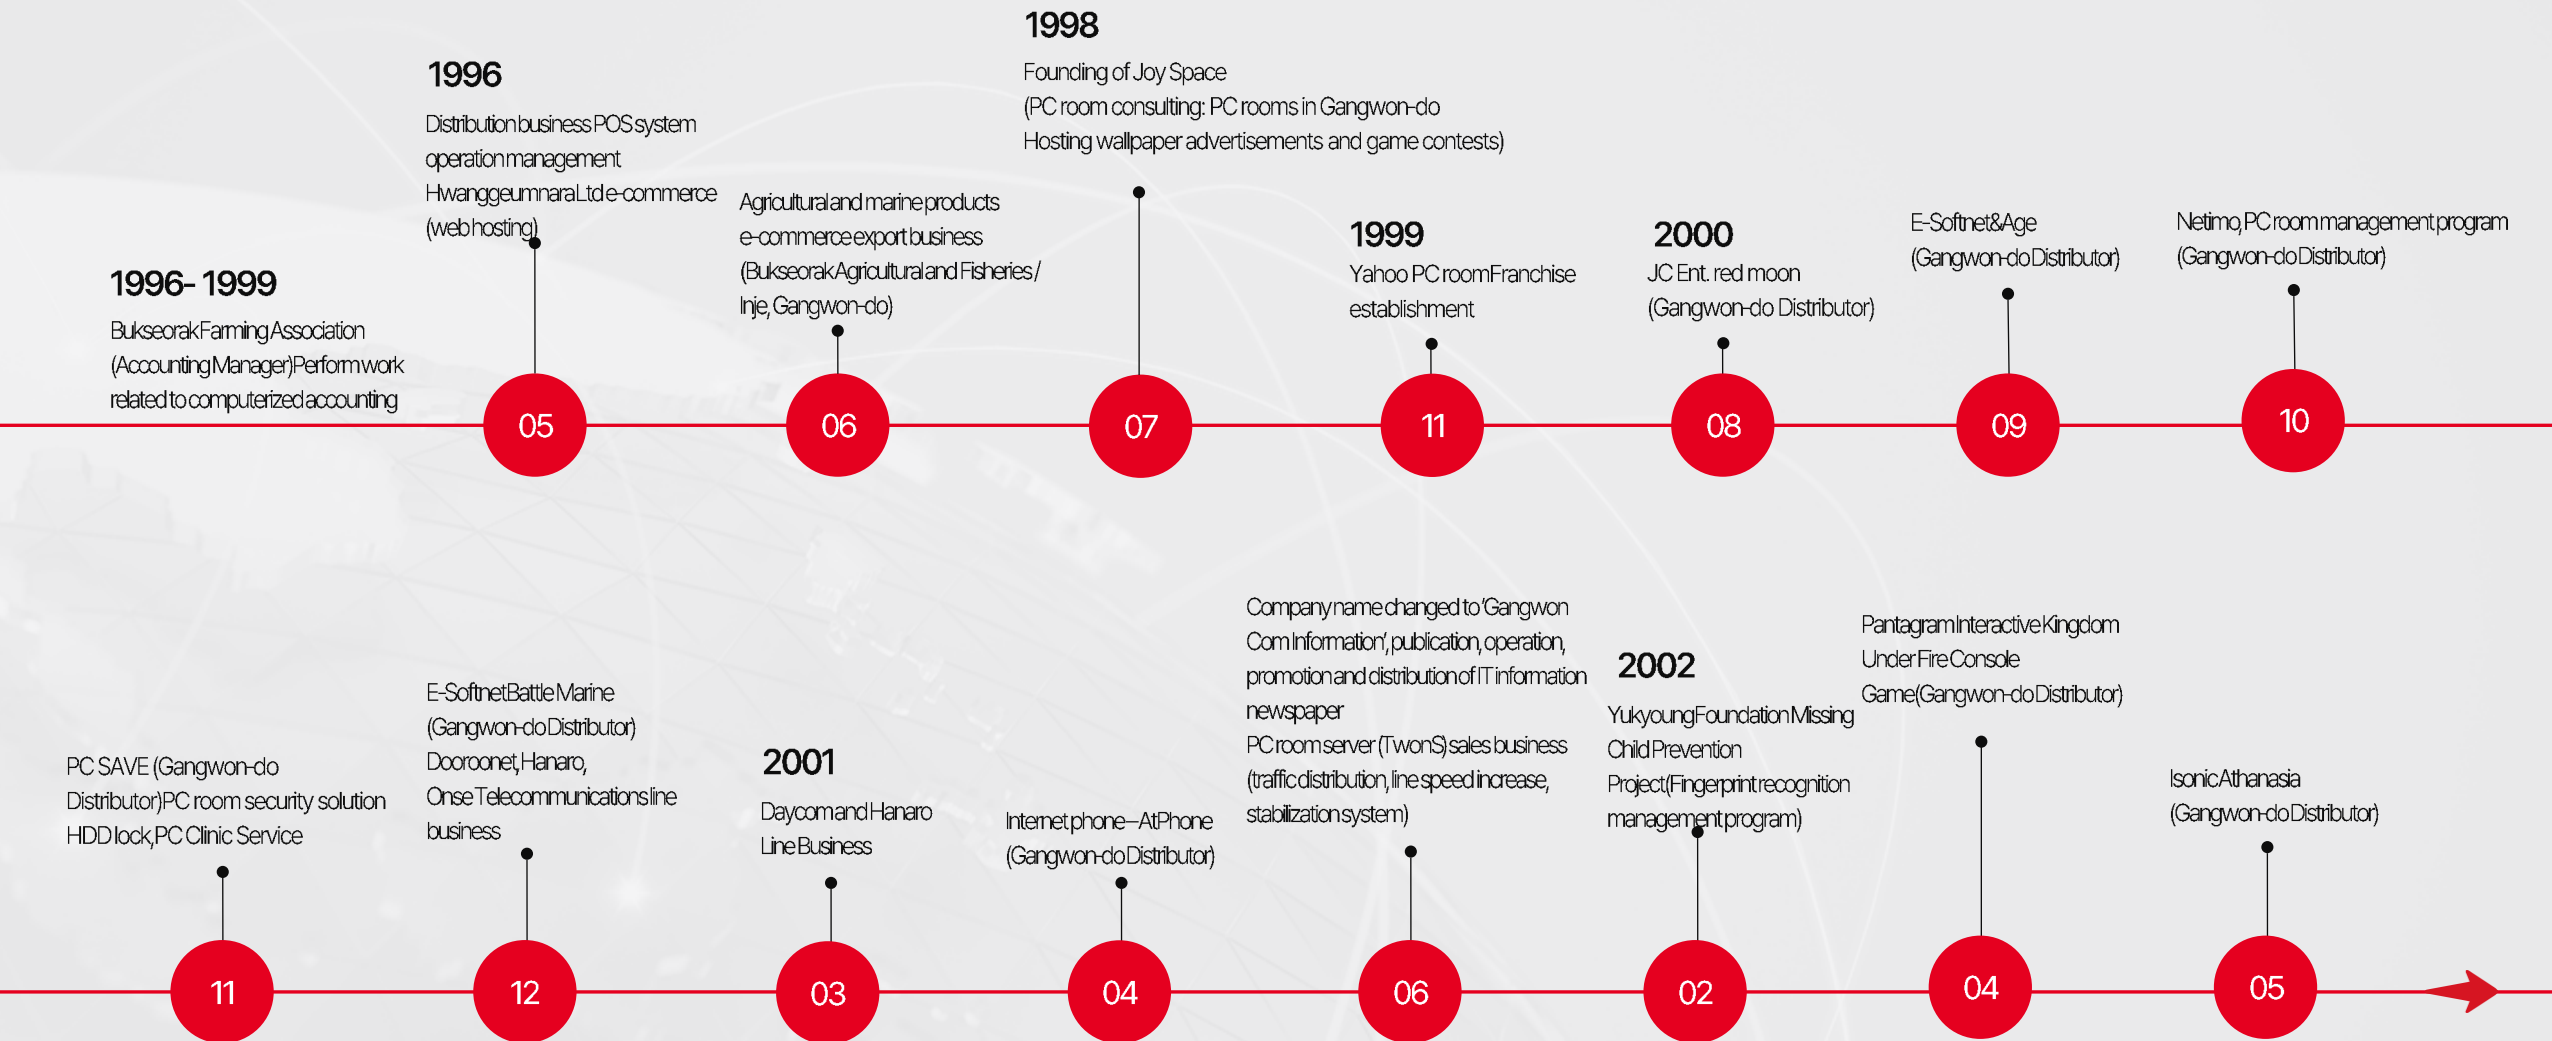 1996- 1999
Bukseorak Farming Association
(Accounting Manager)Perform work
related to computerized accounting
1996
Distribution business POS system
operation management
Hwanggeumnara Ltd e-commerce
(web hosting)
05
Agricultural and marine products
e-commerce export business
(Bukseorak Agricultural and Fisheries /
Inje, Gangwon-do)
06
1998
Founding of Joy Space
(PC room consulting: PC rooms in Gangwon-do
Hosting wallpaper advertisements and game contests)
07
1999
Yahoo PC room Franchise
establishment
11
2000
JC Ent. red moon
(Gangwon-do Distributor)
08
E-Softnet&Age
(Gangwon-do Distributor)
09
Netimo, PC room management program
(Gangwon-do Distributor)
10
PC SAVE (Gangwon-do
Distributor)PC room security solution
HDD lock, PC Clinic Service
11
E-Softnet Battle Marine
(Gangwon-do Distributor)
Dooroonet, Hanaro,
Onse Telecommunications line
business
12
2001
Daycom and Hanaro
Line Business
03
Internet phone – AtPhone
(Gangwon-do Distributor)
04
Company name changed to 'Gangwon
Com Information', publication, operation,
promotion and distribution of IT information
newspaper
PC room server (TwonS) sales business
(traffic distribution, line speed increase,
stabilization system)
06
2002
Yukyoung Foundation Missing
Child Prevention
Project(Fingerprint recognition
management program)
02
Pantagram Interactive Kingdom
Under Fire Console
Game(Gangwon-do Distributor)
04
Isonic Athanasia
(Gangwon-do Distributor)
05